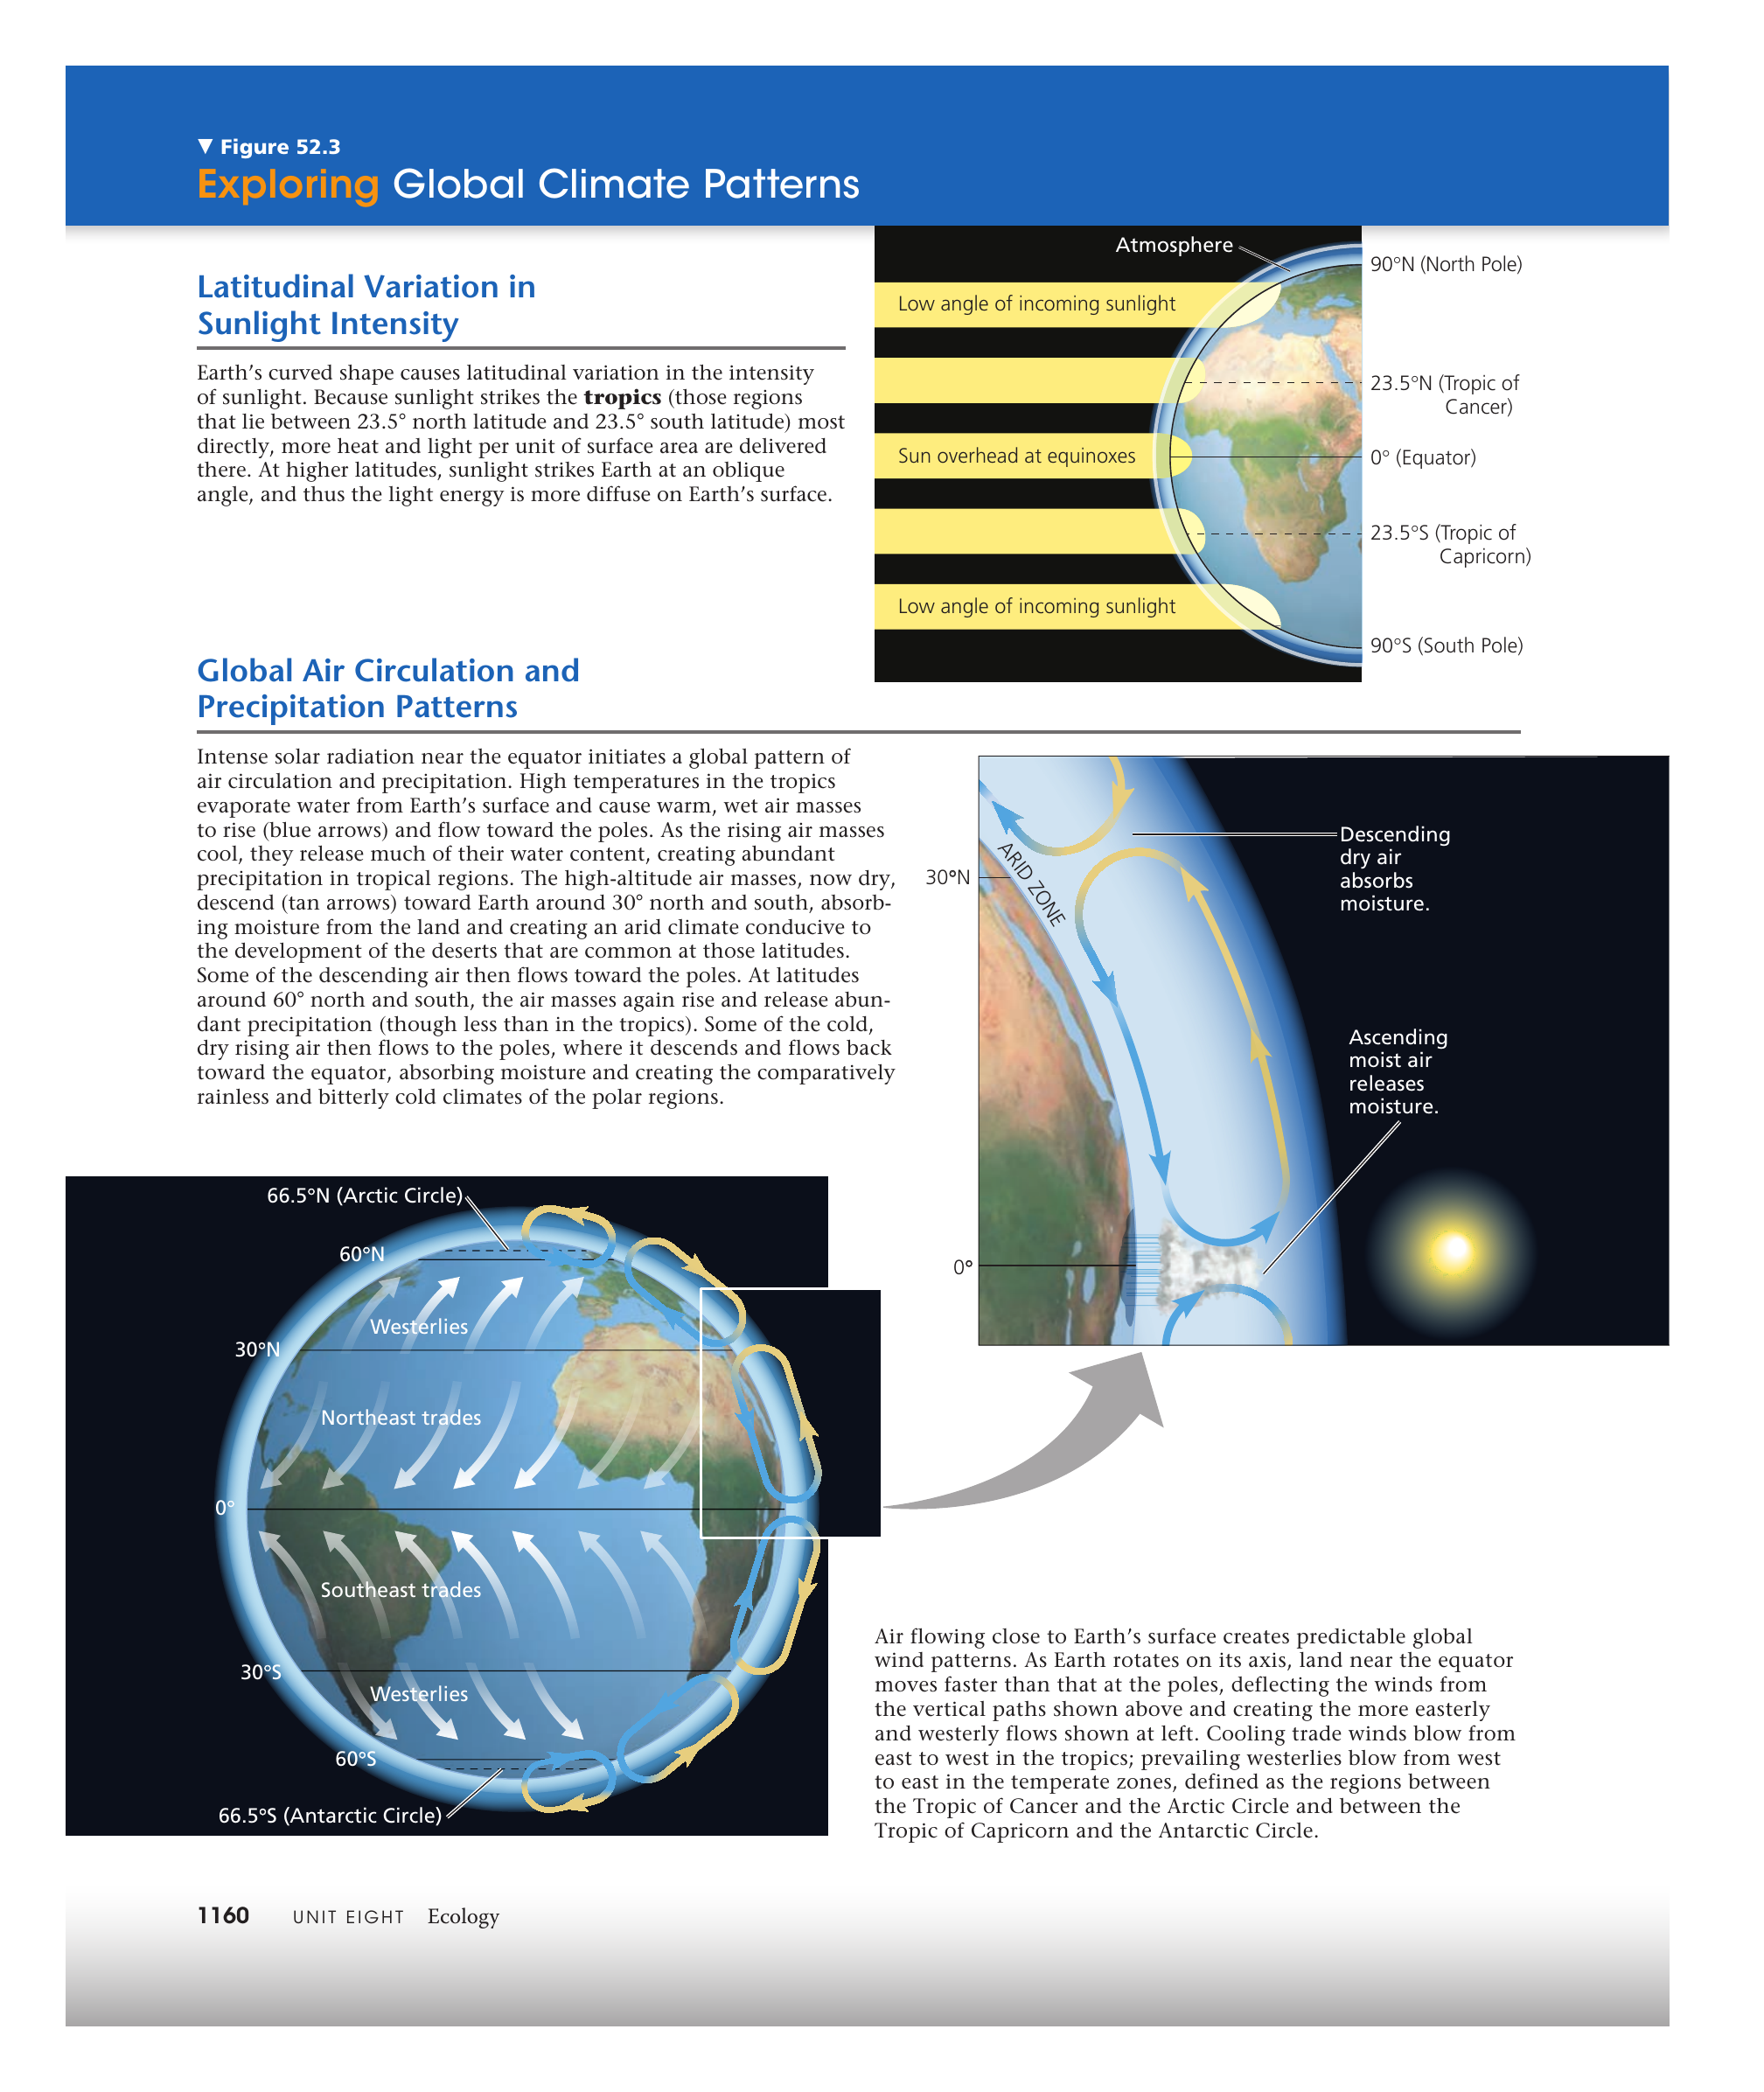 ▼ Figure 52.3
Exploring Global Climate Patterns
Latitudinal Variation in
Sunlight Intensity
Earth's curved shape causes latitudinal variation in the intensity
of sunlight. Because sunlight strikes the tropics (those regions
that lie between 23.5° north latitude and 23.5° south latitude) most
directly, more heat and light per unit of surface area are delivered
there. At higher latitudes, sunlight strikes Earth at an oblique
angle, and thus the light energy is more diffuse on Earth's surface.
Atmosphere
90°N (North Pole)
Low angle of incoming sunlight
23.5°N (Tropic of
Cancer)
Sun overhead at equinoxes
0° (Equator)
23.5°S (Tropic of
Capricorn)
Low angle of incoming sunlight
90°S (South Pole)
Global Air Circulation and
Precipitation Patterns
Intense solar radiation near the equator initiates a global pattern of
air circulation and precipitation. High temperatures in the tropics
evaporate water from Earth's surface and cause warm, wet air masses
to rise (blue arrows) and flow toward the poles. As the rising air masses
cool, they release much of their water content, creating abundant
precipitation in tropical regions. The high-altitude air masses, now dry,
descend (tan arrows) toward Earth around 30° north and south, absorb-
ing moisture from the land and creating an arid climate conducive to
the development of the deserts that are common at those latitudes.
Some of the descending air then flows toward the poles. At latitudes
around 60° north and south, the air masses again rise and release abun-
dant precipitation (though less than in the tropics). Some of the cold,
dry rising air then flows to the poles, where it descends and flows back
toward the equator, absorbing moisture and creating the comparatively
rainless and bitterly cold climates of the polar regions.
Descending
dry air
absorbs
moisture.
ARID ZONE
30°N
Ascending
moist air
releases
moisture.
0°
66.5°N (Arctic Circle)
60°N
Westerlies
30°N
Northeast trades
0°
Southeast trades
30°S
Westerlies
60°S
66.5°S (Antarctic Circle)
Air flowing close to Earth's surface creates predictable global
wind patterns. As Earth rotates on its axis, land near the equator
moves faster than that at the poles, deflecting the winds from
the vertical paths shown above and creating the more easterly
and westerly flows shown at left. Cooling trade winds blow from
east to west in the tropics; prevailing westerlies blow from west
to east in the temperate zones, defined as the regions between
the Tropic of Cancer and the Arctic Circle and between the
Tropic of Capricorn and the Antarctic Circle.
1160 UNIT EIGHT Ecology